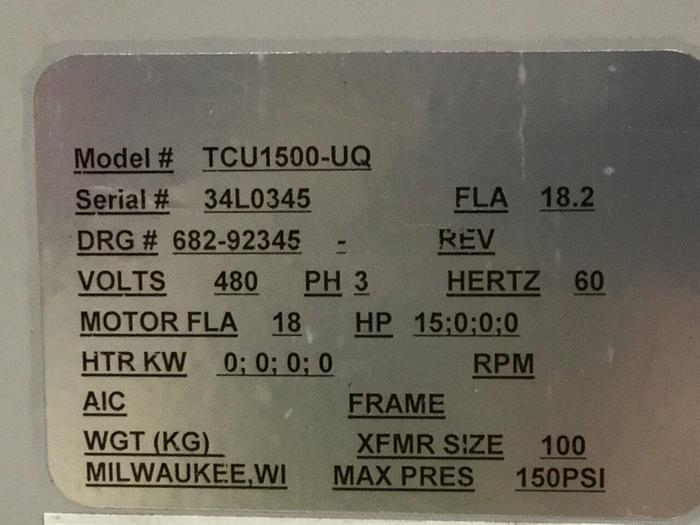 Model # TCU1500-UQ
Serial # 34L0345 FLA 18.2
DRG # 682-92345 - REV
VOLTS 480 PH 3 HERTZ 60
MOTOR FLA 18 HP 15;0;0;0
HTR KW 0; 0; 0; 0 RPM
AIC FRAME
WGT (KG) XFMR SIZE 100
MILWAUKEE,WI MAX PRES 150PSI